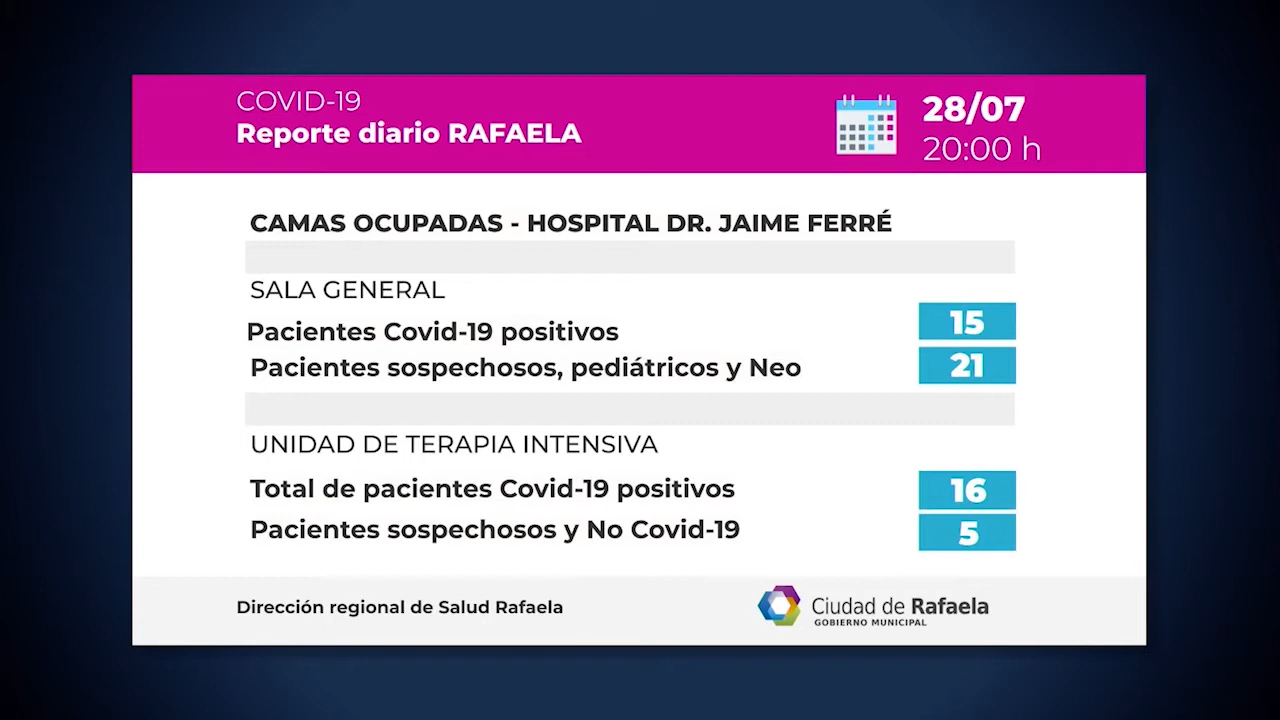 COVID-19
Reporte diario RAFAELA
28/07
20:00 h
CAMAS OCUPADAS - HOSPITAL DR. JAIME FERRÉ
SALA GENERAL
Pacientes Covid-19 positivos 15
Pacientes sospechosos, pediátricos y Neo 21
UNIDAD DE TERAPIA INTENSIVA
Total de pacientes Covid-19 positivos 16
Pacientes sospechosos y No Covid-19 5
Dirección regional de Salud Rafaela
Ciudad de Rafaela
GOBIERNO MUNICIPAL